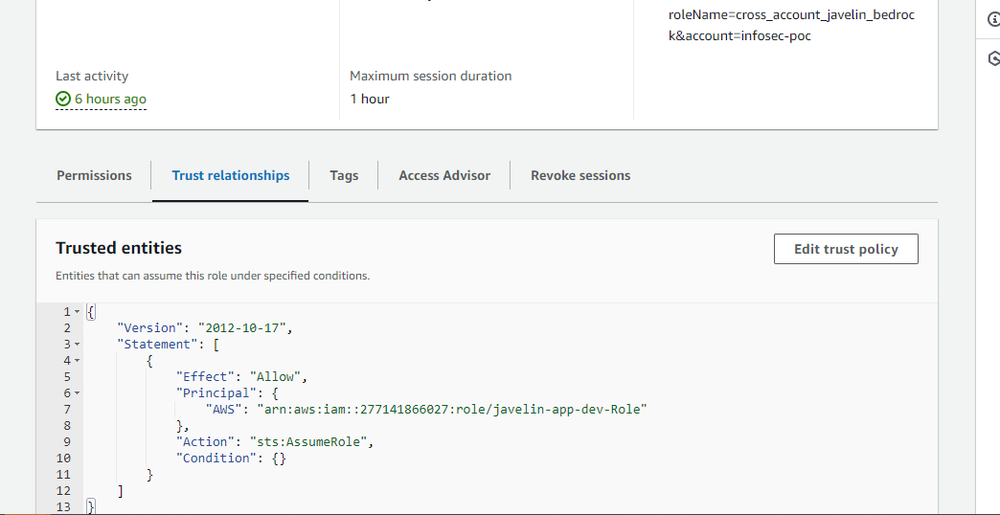 roleName=cross_account_javelin_bedroc
k&account=infosec-poc
Last activity
Maximum session duration
6 hours ago
1 hour
Permissions
Trust relationships
Tags
Access Advisor
Revoke sessions
Trusted entities
Edit trust policy
Entities that can assume this role under specified conditions.
1 {
2 "Version": "2012-10-17",
3 "Statement": [
4 {
5 "Effect": "Allow",
6 "Principal": {
7 "AWS": "arn:aws:iam::277141866027:role/javelin-app-dev-Role"
8 },
9 "Action": "sts:AssumeRole",
10 "Condition": {}
11 }
12 ]
13 }